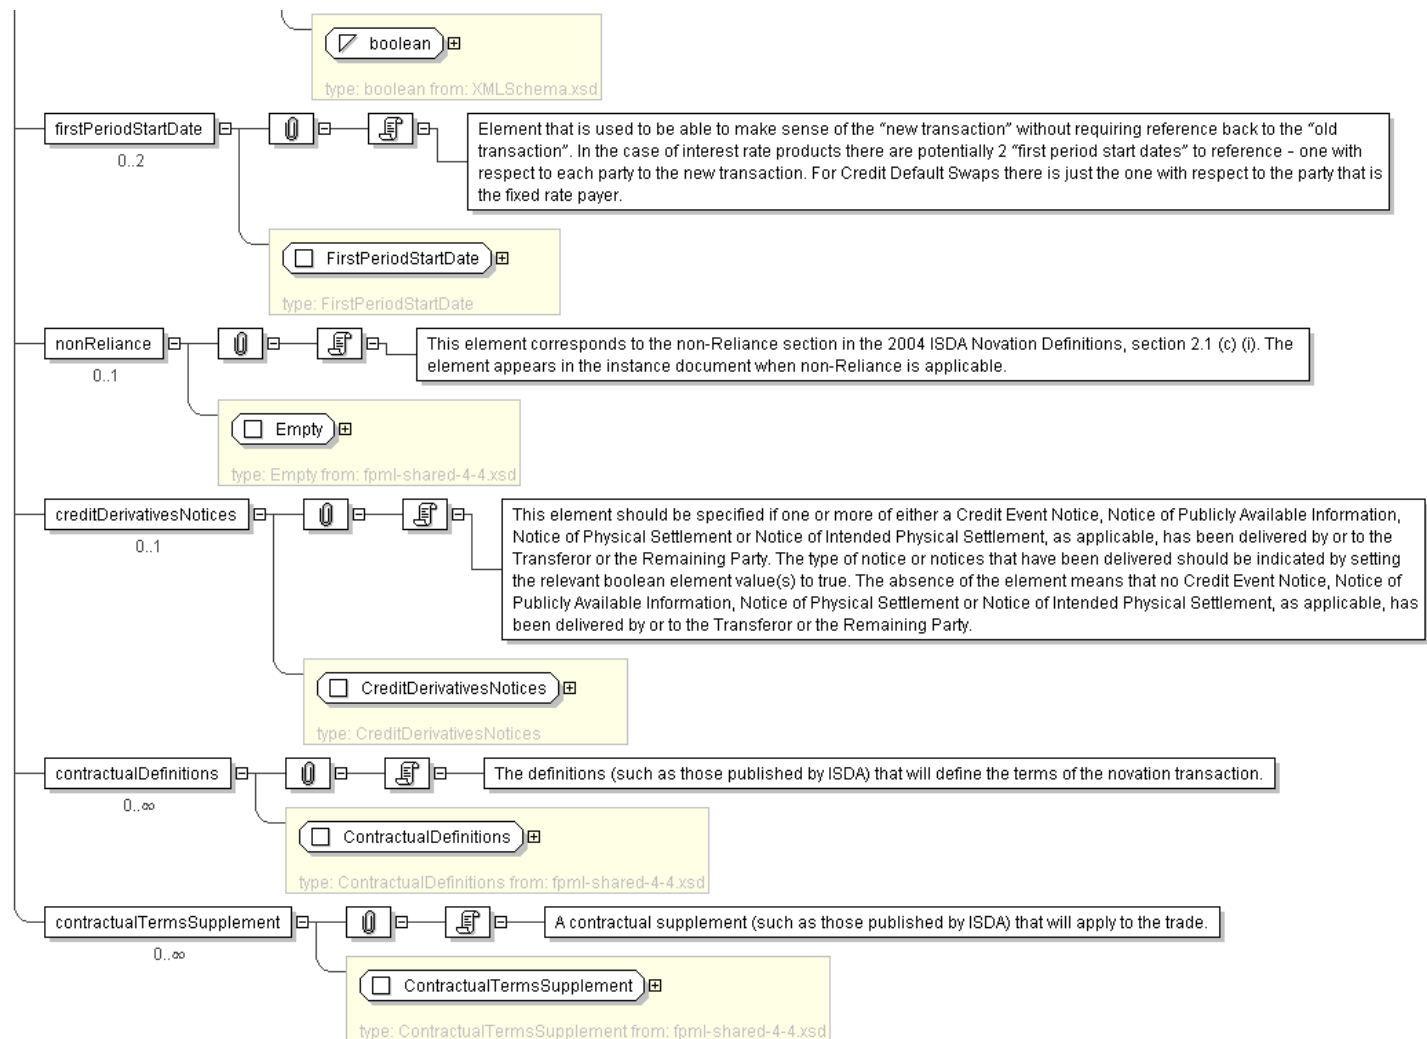 boolean
type: boolean from: XMLSchema.xsd
firstPeriodStartDate
0..2
Element that is used to be able to make sense of the “new transaction” without requiring reference back to the “old
transaction”. In the case of interest rate products there are potentially 2 “first period start dates” to reference – one with
respect to each party to the new transaction. For Credit Default Swaps there is just the one with respect to the party that is
the fixed rate payer.
FirstPeriodStartDate
type: FirstPeriodStartDate
nonReliance
0..1
This element corresponds to the non-Reliance section in the 2004 ISDA Novation Definitions, section 2.1 (c) (i). The
element appears in the instance document when non-Reliance is applicable.
Empty
type: Empty from: fpml-shared-4-4.xsd
creditDerivativesNotices
0..1
This element should be specified if one or more of either a Credit Event Notice, Notice of Publicly Available Information,
Notice of Physical Settlement or Notice of Intended Physical Settlement, as applicable, has been delivered by or to the
Transferor or the Remaining Party. The type of notice or notices that have been delivered should be indicated by setting
the relevant boolean element value(s) to true. The absence of the element means that no Credit Event Notice, Notice of
Publicly Available Information, Notice of Physical Settlement or Notice of Intended Physical Settlement, as applicable, has
been delivered by or to the Transferor or the Remaining Party.
CreditDerivativesNotices
type: CreditDerivativesNotices
contractualDefinitions
0..∞
The definitions (such as those published by ISDA) that will define the terms of the novation transaction.
ContractualDefinitions
type: ContractualDefinitions from: fpml-shared-4-4.xsd
contractualTermsSupplement
0..∞
A contractual supplement (such as those published by ISDA) that will apply to the trade.
ContractualTermsSupplement
type: ContractualTermsSupplement from: fpml-shared-4-4.xsd